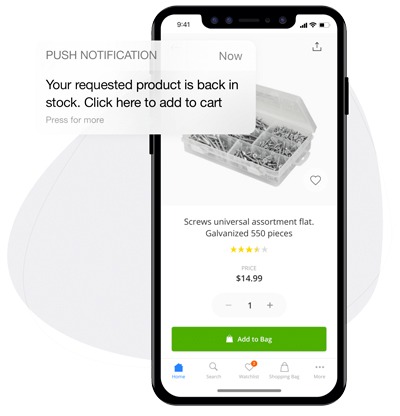 9:41
PUSH NOTIFICATION Now
Your requested product is back in
stock. Click here to add to cart
Press for more
Screws universal assortment flat.
Galvanized 550 pieces
PRICE
$14.99
− 1 +
Add to Bag
Home Search Watchlist Shopping Bag More